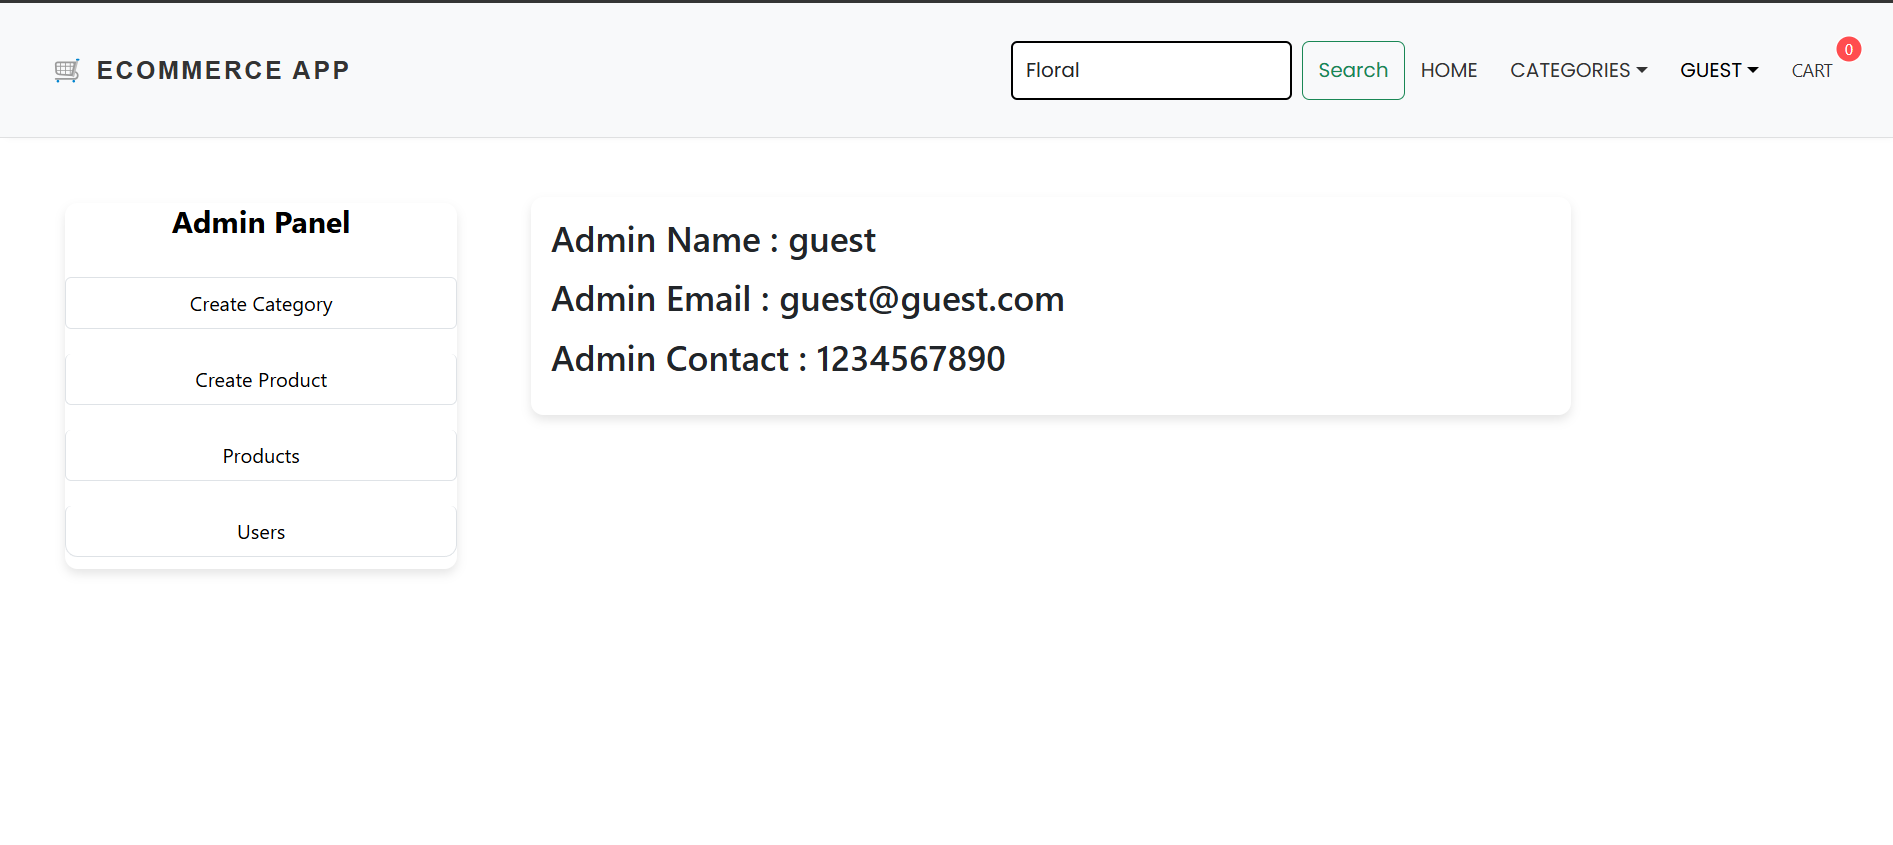 ECOMMERCE APP
Floral
Search
HOME
CATEGORIES
GUEST
CART
0
Admin Panel
Create Category
Create Product
Products
Users
Admin Name : guest
Admin Email : guest@guest.com
Admin Contact : 1234567890